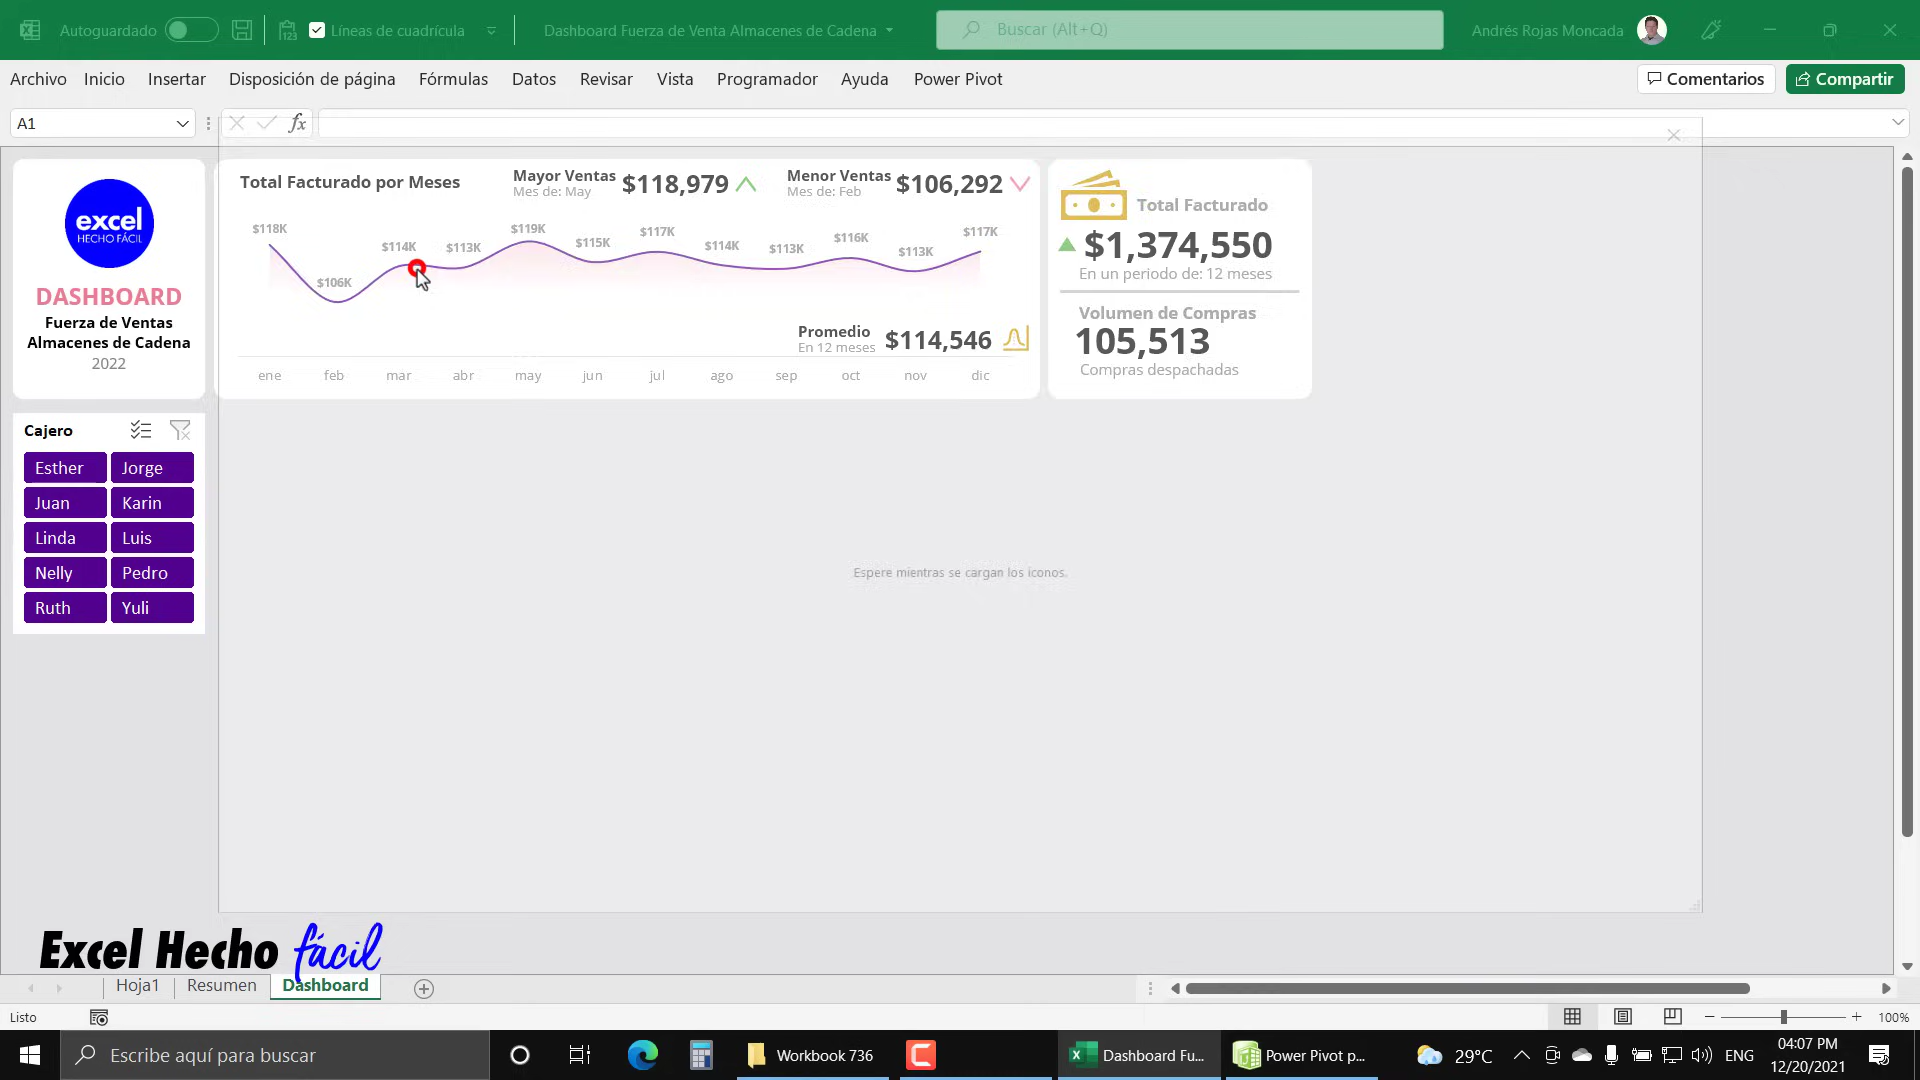 Autoguardado
Líneas de cuadrícula
Dashboard Fuerza de Venta Almacenes de Cadena
Buscar (Alt+Q)
Andrés Rojas Moncada
Archivo Inicio Insertar Disposición de página Fórmulas Datos Revisar Vista Programador Ayuda Power Pivot
Comentarios
Compartir
A1
fx
excel
HECHO FÁCIL
DASHBOARD
Fuerza de Ventas
Almacenes de Cadena
2022
Total Facturado por Meses
Mayor Ventas
Mes de: May
$118,979
Menor Ventas
Mes de: Feb
$106,292
$118K $106K $114K $113K $119K $115K $117K $114K $113K $116K $113K $117K
Promedio
En 12 meses
$114,546
ene feb mar abr may jun jul ago sep oct nov dic
Total Facturado
$1,374,550
En un periodo de: 12 meses
Volumen de Compras
105,513
Compras despachadas
Cajero
Esther Jorge
Juan Karin
Linda Luis
Nelly Pedro
Ruth Yuli
Espere mientras se cargan los iconos.
Excel Hecho fácil
Hoja1 Resumen Dashboard
Listo
100%
Escribe aquí para buscar
Workbook 736
Dashboard Fu...
Power Pivot p...
29°C
ENG
04:07 PM
12/20/2021